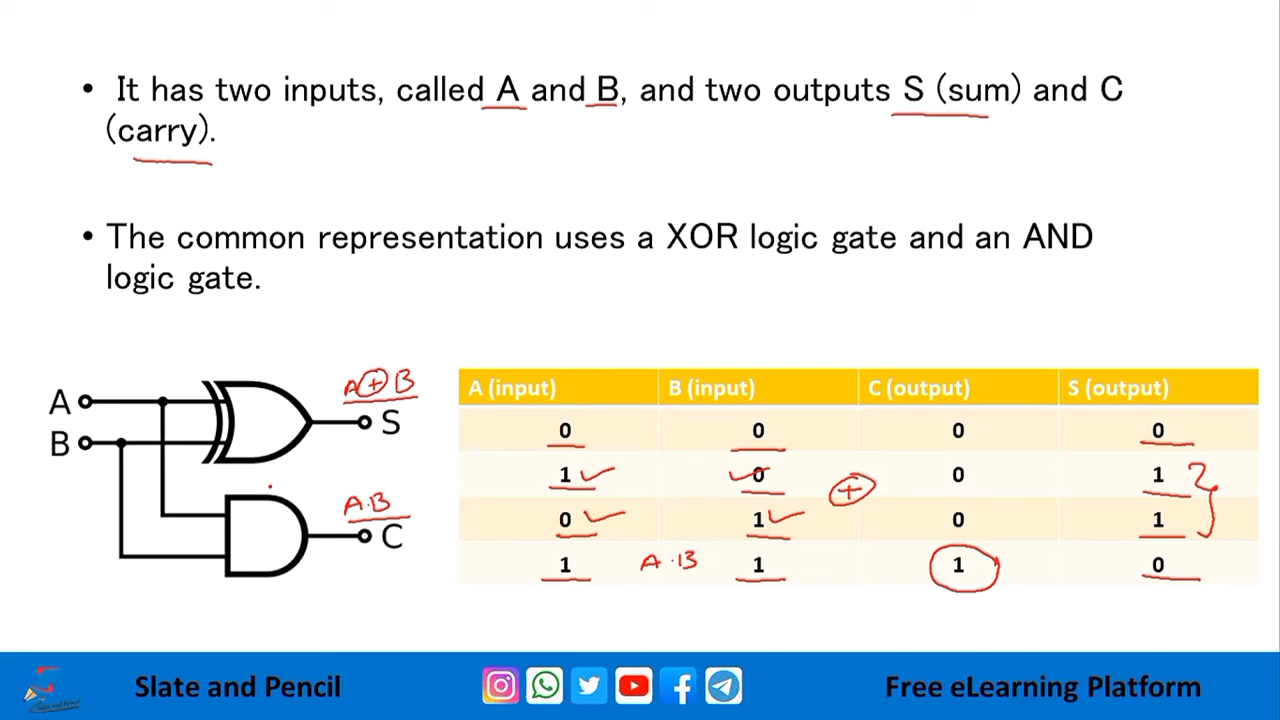 • It has two inputs, called A and B, and two outputs S (sum) and C
(carry).
• The common representation uses a XOR logic gate and an AND
logic gate.
A
B
A ⊕ B
S
A.B
C
A (input) B (input) C (output) S (output)
0 0 0 0
1 0 0 1
⊕
0 1 0 1
1 A.B 1 1 0
Slate and Pencil
Free eLearning Platform